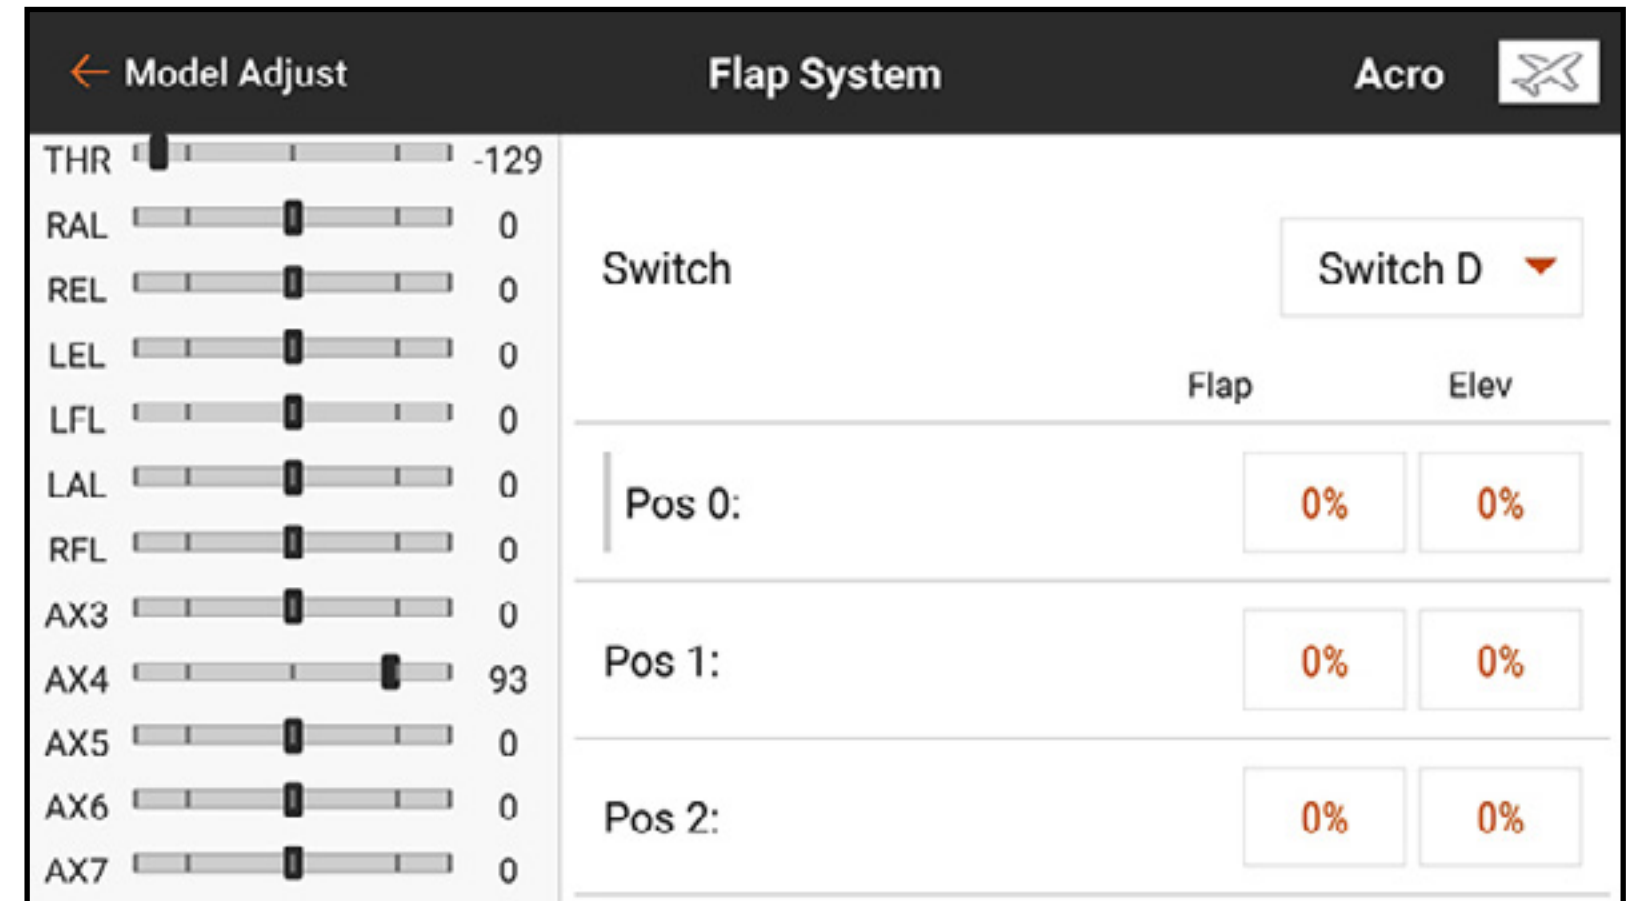 Model Adjust
Flap System
Acro
THR -129
RAL 0
REL 0
LEL 0
LFL 0
LAL 0
RFL 0
AX3 0
AX4 93
AX5 0
AX6 0
AX7 0
Switch
Switch D
Flap Elev
Pos 0: 0% 0%
Pos 1: 0% 0%
Pos 2: 0% 0%